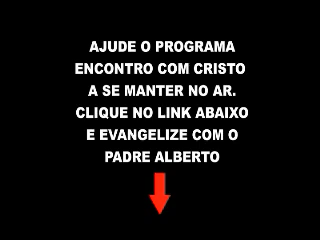 AJUDE O PROGRAMA
ENCONTRO COM CRISTO
A SE MANTER NO AR.
CLIQUE NO LINK ABAIXO
E EVANGELIZE COM O
PADRE ALBERTO